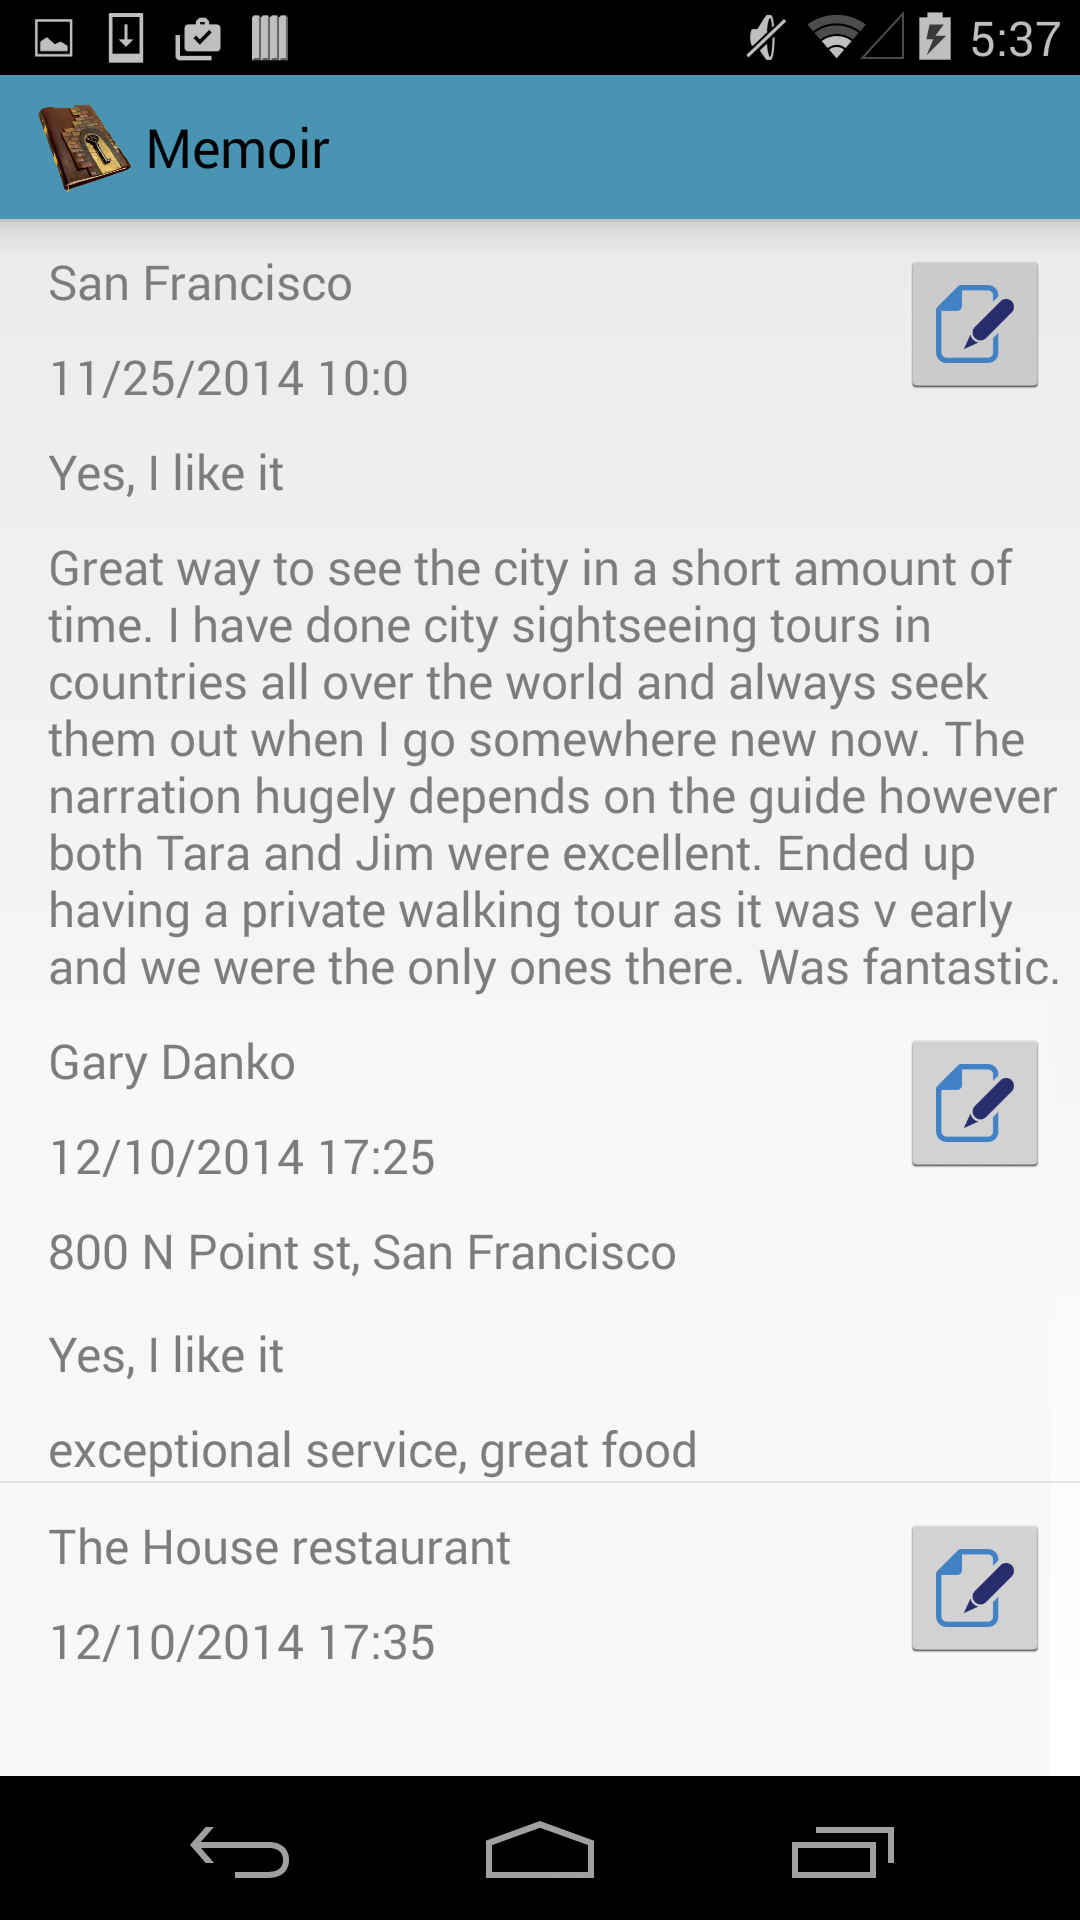 5:37
Memoir
San Francisco
11/25/2014 10:0
Yes, I like it
Great way to see the city in a short amount of
time. I have done city sightseeing tours in
countries all over the world and always seek
them out when I go somewhere new now. The
narration hugely depends on the guide however
both Tara and Jim were excellent. Ended up
having a private walking tour as it was v early
and we were the only ones there. Was fantastic.
Gary Danko
12/10/2014 17:25
800 N Point st, San Francisco
Yes, I like it
exceptional service, great food
The House restaurant
12/10/2014 17:35